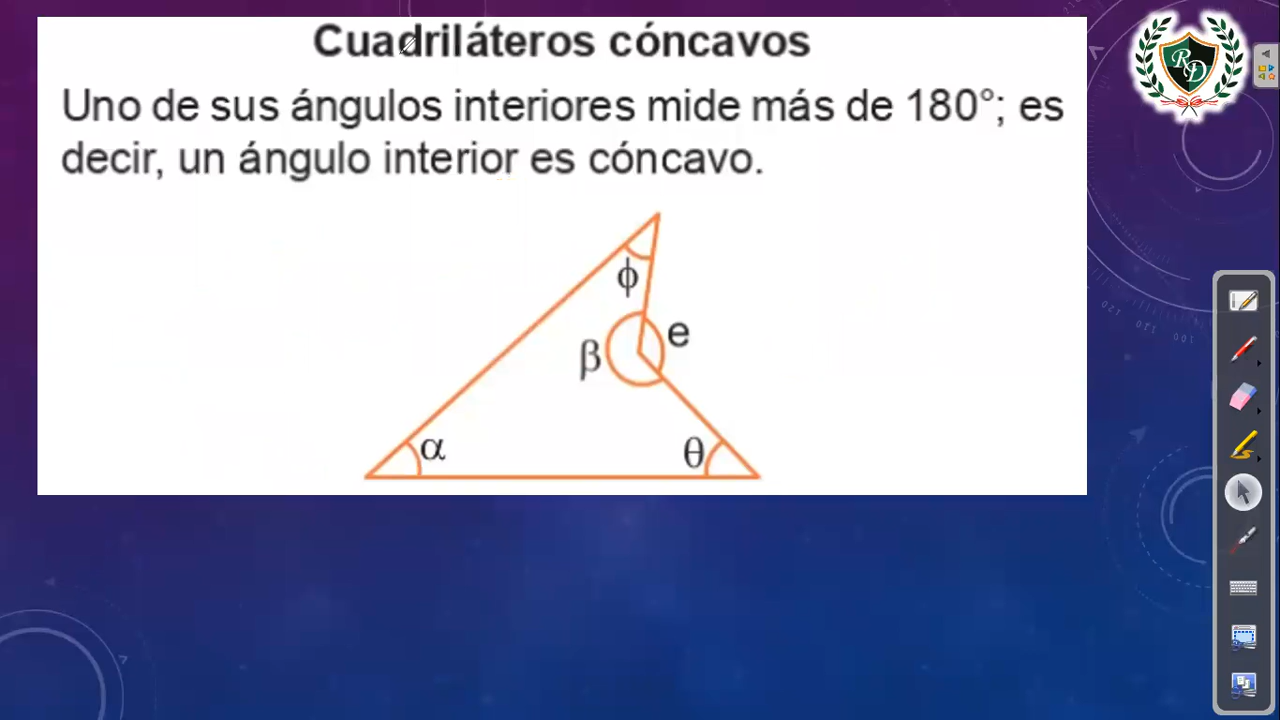 Cuadriláteros cóncavos
Uno de sus ángulos interiores mide más de 180°; es
decir, un ángulo interior es cóncavo.
ϕ
e
β
α
θ
RD